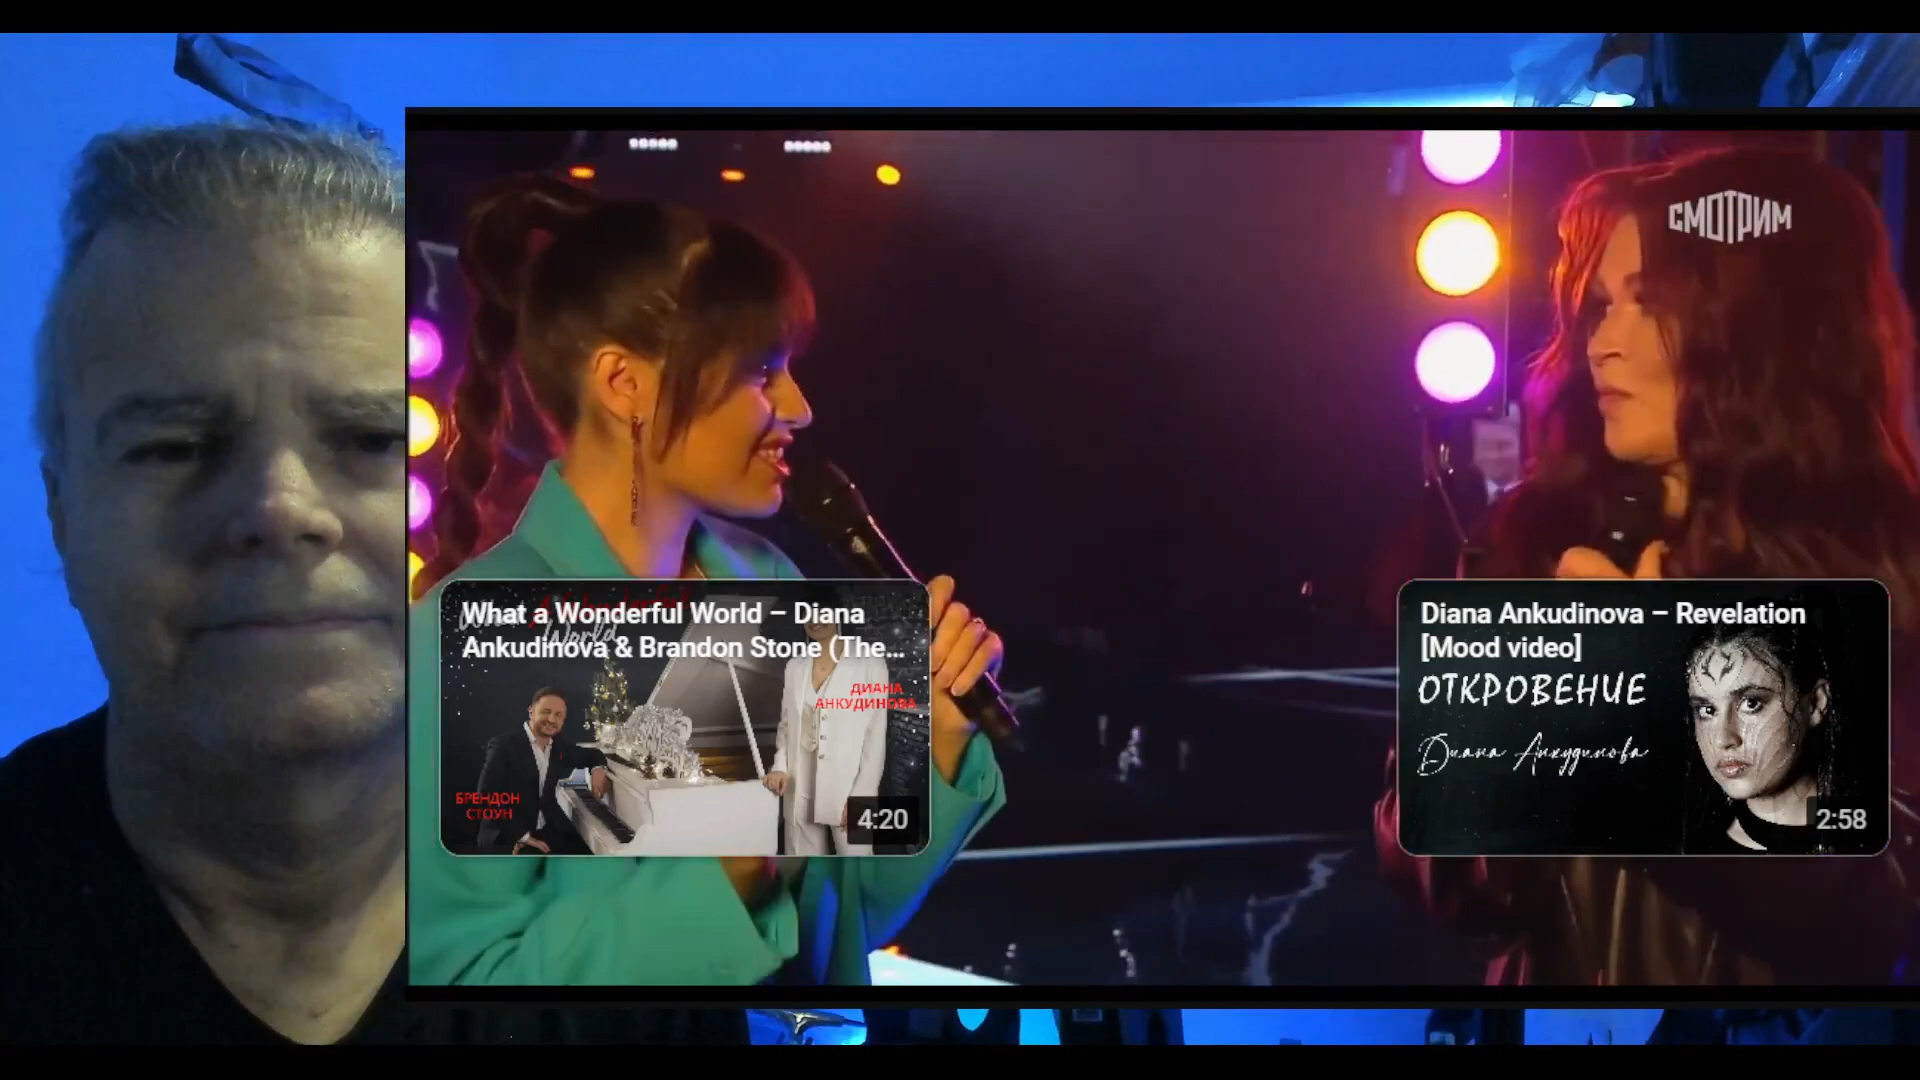 СМОТРИМ
What a Wonderful World – Diana
Ankudinova & Brandon Stone (The...
World
ДИАНА
АНКУДИНОВА
БРЕНДОН
СТОУН
4:20
Diana Ankudinova – Revelation
[Mood video]
ОТКРОВЕНИЕ
Диана Анкудинова
2:58